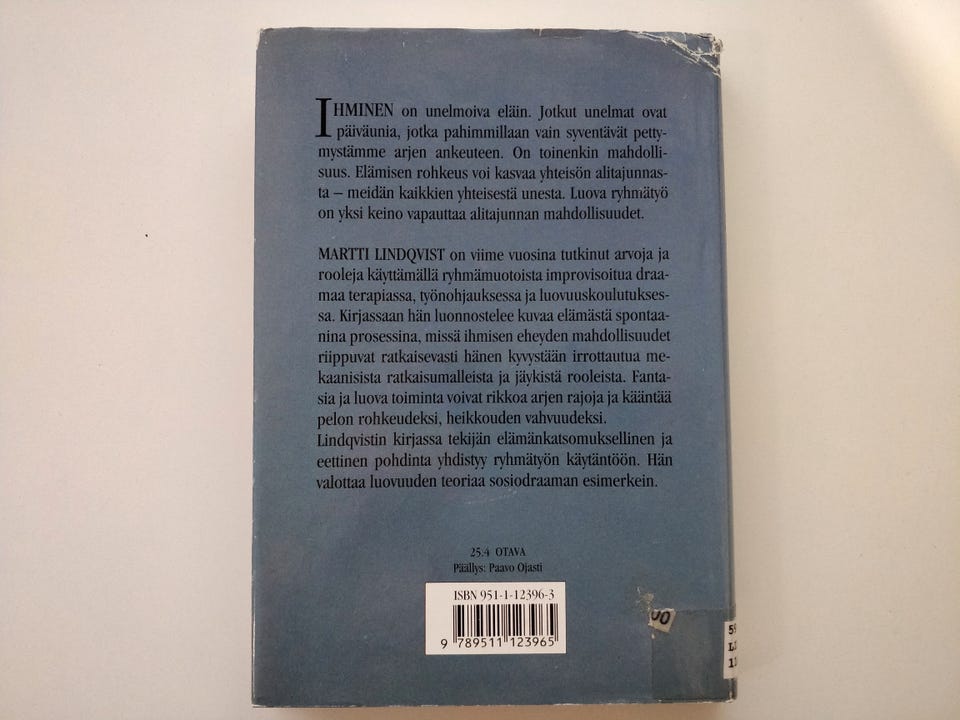 IHMINEN on unelmoiva eläin. Jotkut unelmat ovat
päiväunia, jotka pahimmillaan vain syventävät petty-
mystämme arjen ankeuteen. On toinenkin mahdolli-
suus. Elämisen rohkeus voi kasvaa yhteisön alitajunnas-
ta – meidän kaikkien yhteisestä unesta. Luova ryhmätyö
on yksi keino vapauttaa alitajunnan mahdollisuudet.
MARTTI LINDQVIST on viime vuosina tutkinut arvoja ja
rooleja käyttämällä ryhmämuotoista improvisoitua draa-
maa terapiassa, työnohjauksessa ja luovuuskoulutukses-
sa. Kirjassaan hän luonnostelee kuvaa elämästä spontaa-
nina prosessina, missä ihmisen eheyden mahdollisuudet
riippuvat ratkaisevasti hänen kyvystään irrottautua me-
kaanisista ratkaisumalleista ja jäykistä rooleista. Fanta-
sia ja luova toiminta voivat rikkoa arjen rajoja ja kääntää
pelon rohkeudeksi, heikkouden vahvuudeksi.
Lindqvistin kirjassa tekijän elämänkatsomuksellinen ja
eettinen pohdinta yhdistyy ryhmätyön käytäntöön. Hän
valottaa luovuuden teoriaa sosiodraaman esimerkein.
25.4 OTAVA
Päällys: Paavo Ojasti
ISBN 951-1-12396-3
9 789511 123965